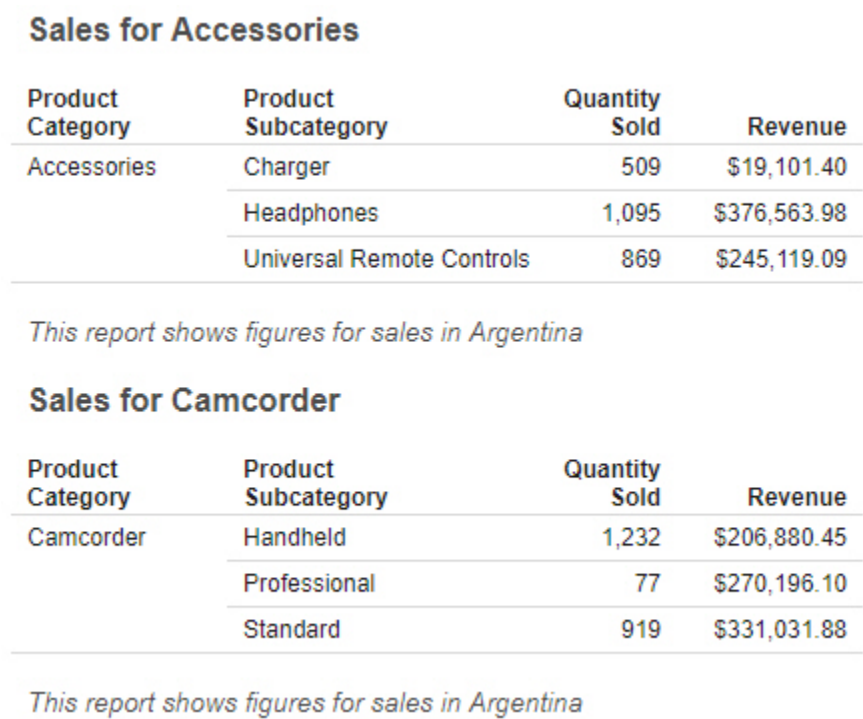 Sales for Accessories
Product Product Quantity
Category Subcategory Sold Revenue
Accessories Charger 509 $19,101.40
Headphones 1,095 $376,563.98
Universal Remote Controls 869 $245,119.09
This report shows figures for sales in Argentina
Sales for Camcorder
Product Product Quantity
Category Subcategory Sold Revenue
Camcorder Handheld 1,232 $206,880.45
Professional 77 $270,196.10
Standard 919 $331,031.88
This report shows figures for sales in Argentina